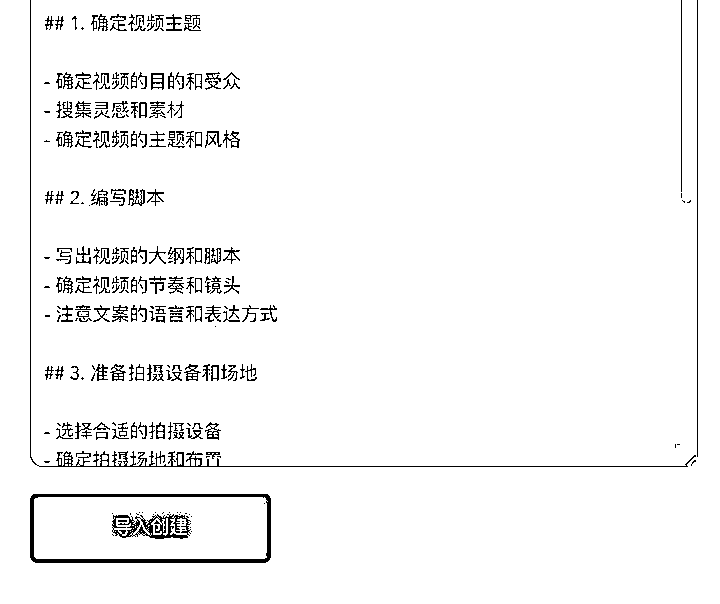 ## 1. 确定视频主题
- 确定视频的目的和受众
- 搜集灵感和素材
- 确定视频的主题和风格
## 2. 编写脚本
- 写出视频的大纲和脚本
- 确定视频的节奏和镜头
- 注意文案的语言和表达方式
## 3. 准备拍摄设备和场地
- 选择合适的拍摄设备
- 确定拍摄场地和布置
导入创建